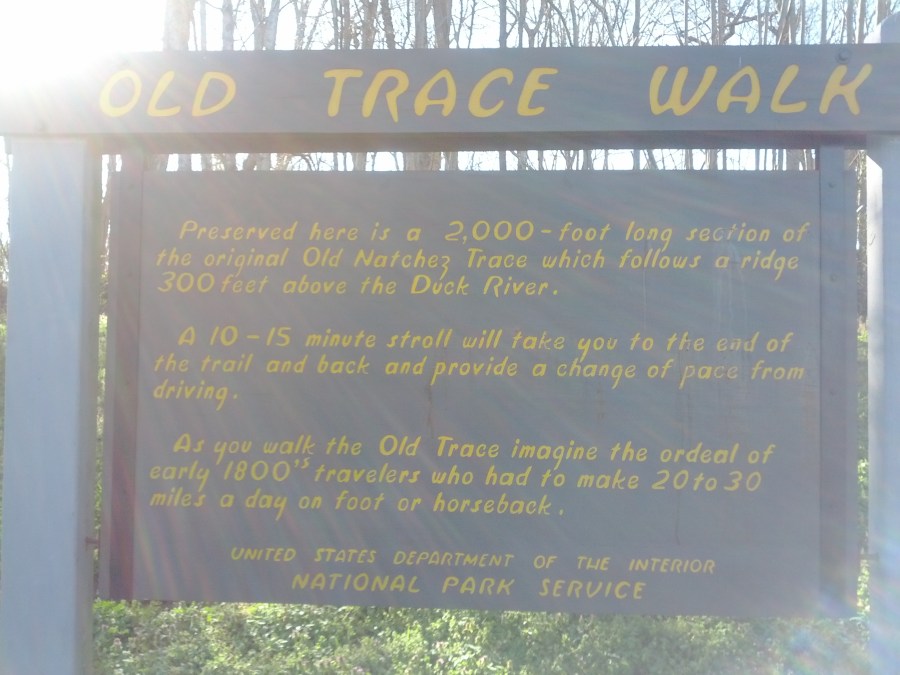 OLD TRACE WALK
Preserved here is a 2,000-foot long section of
the original Old Natchez Trace which follows a ridge
300 feet above the Duck River.
A 10-15 minute stroll will take you to the end of
the trail and back and provide a change of pace from
driving.
As you walk the Old Trace imagine the ordeal of
early 1800's travelers who had to make 20 to 30
miles a day on foot or horseback.
UNITED STATES DEPARTMENT OF THE INTERIOR
NATIONAL PARK SERVICE